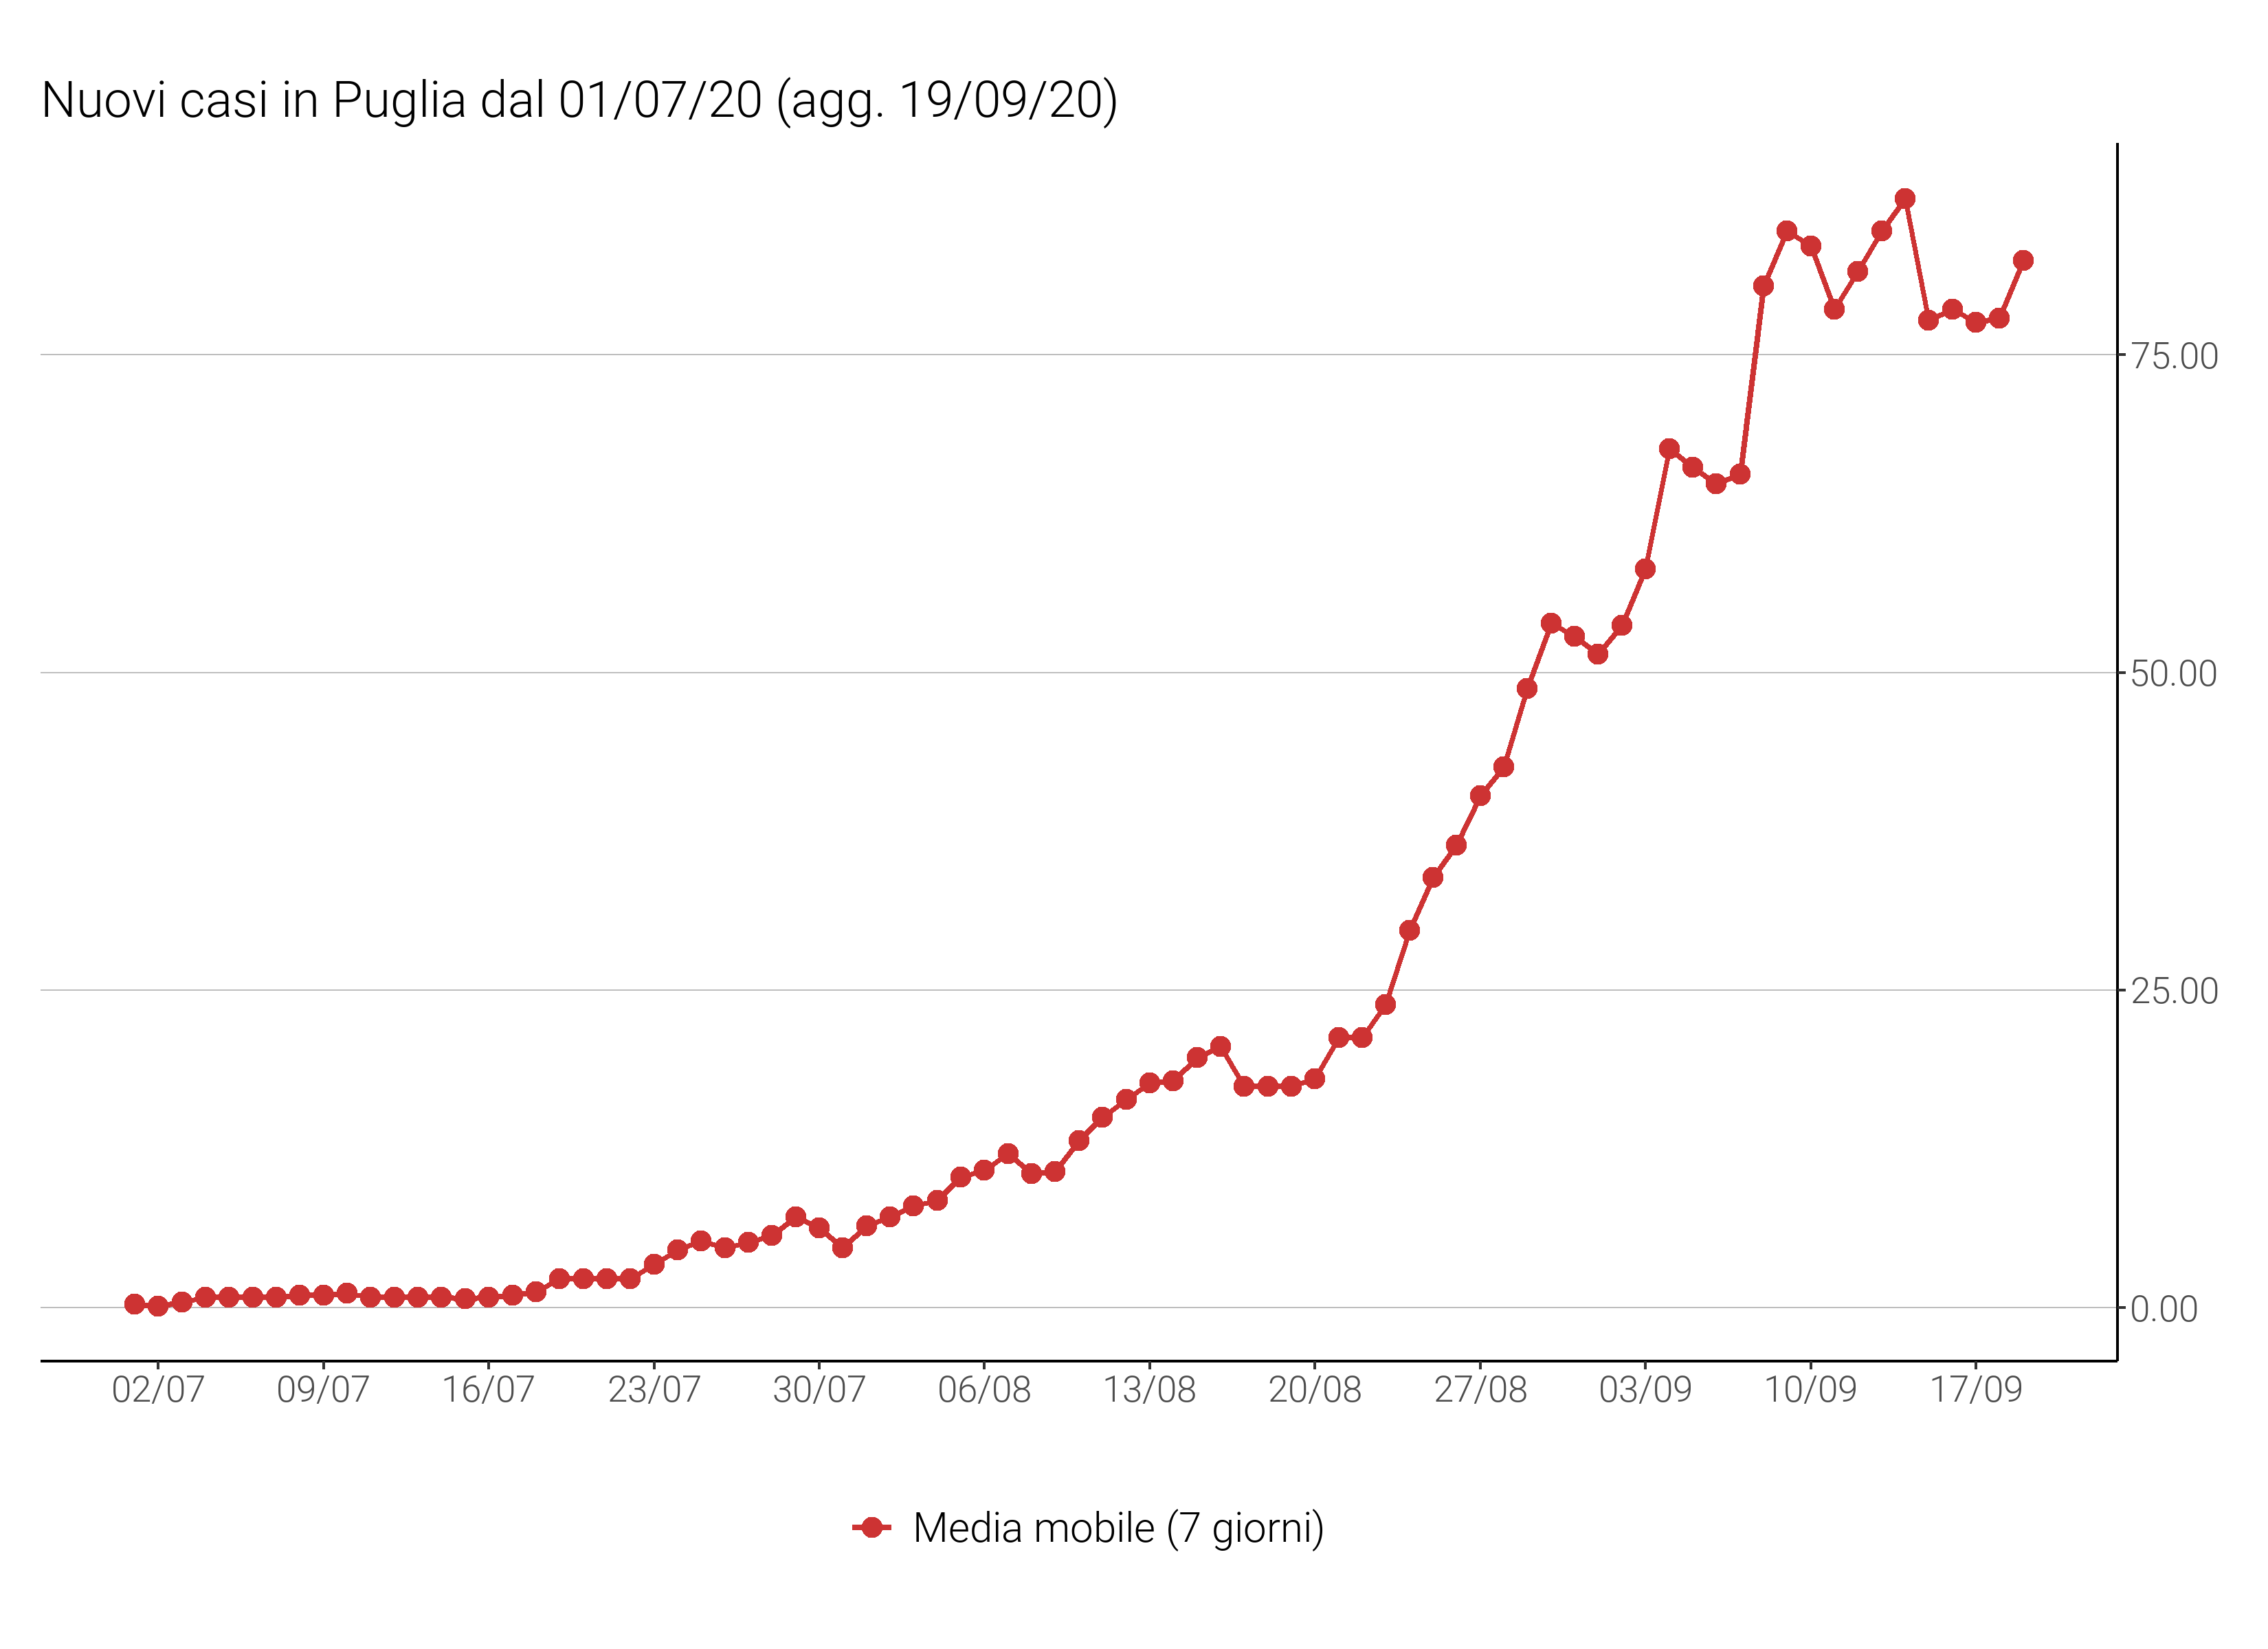 Nuovi casi in Puglia dal 01/07/20 (agg. 19/09/20)
75.00
50.00
25.00
0.00
02/07 09/07 16/07 23/07 30/07 06/08 13/08 20/08 27/08 03/09 10/09 17/09
Media mobile (7 giorni)